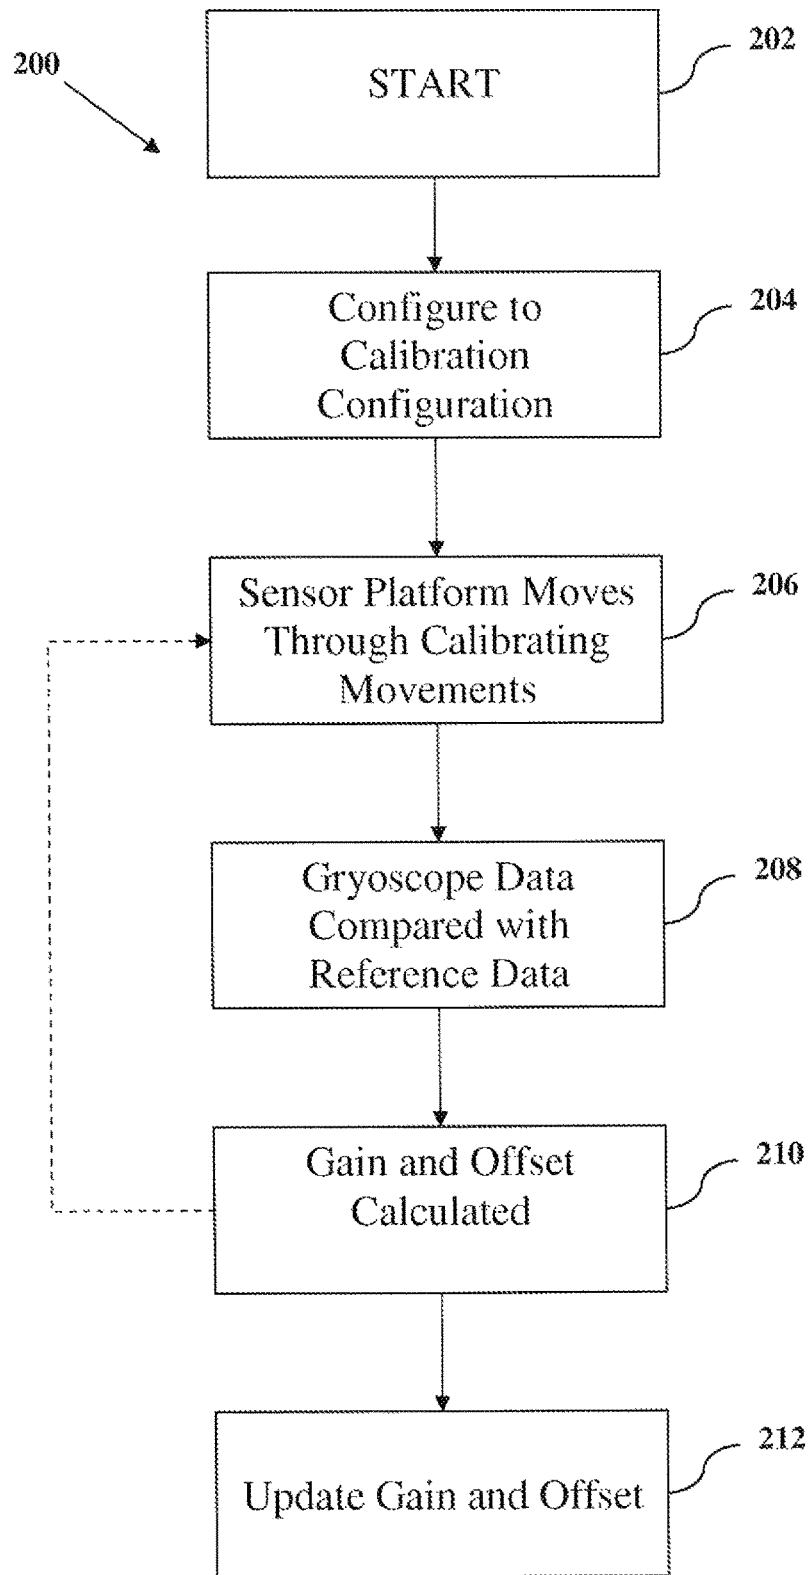 200
START
202
Configure to
Calibration
Configuration
204
Sensor Platform Moves
Through Calibrating
Movements
206
Gryoscope Data
Compared with
Reference Data
208
Gain and Offset
Calculated
210
Update Gain and Offset
212